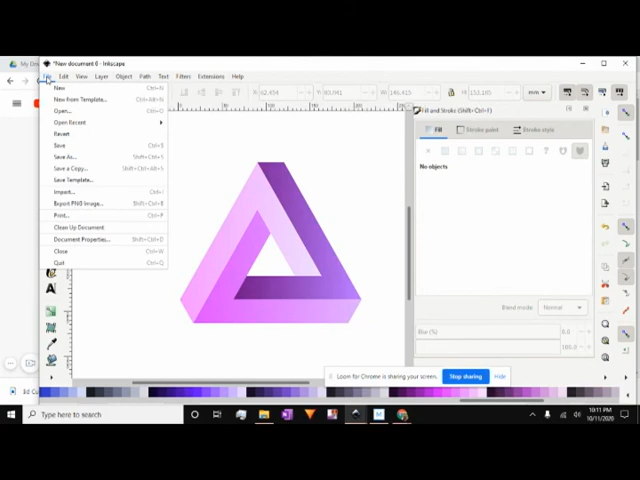 My Dr
*New document 6 - Inkscape
File Edit View Layer Object Path Text Filters Extensions Help
New Ctrl+N
New from Template... Ctrl+Alt+N
Open... Ctrl+O
Open Recent
Revert
Save Ctrl+S
Save As... Shift+Ctrl+S
Save a Copy... Shift+Ctrl+Alt+S
Save Template...
Import... Ctrl+I
Export PNG Image... Shift+Ctrl+E
Print... Ctrl+P
Clean Up Document
Document Properties... Shift+Ctrl+D
Close Ctrl+W
Quit Ctrl+Q
mm
Fill and Stroke (Shift+Ctrl+F)
Fill Stroke paint Stroke style
No objects
Blend mode: Normal
Blur (%) 0.0
100.0
Loom for Chrome is sharing your screen. Stop sharing Hide
Type here to search
10:11 PM
10/11/2020